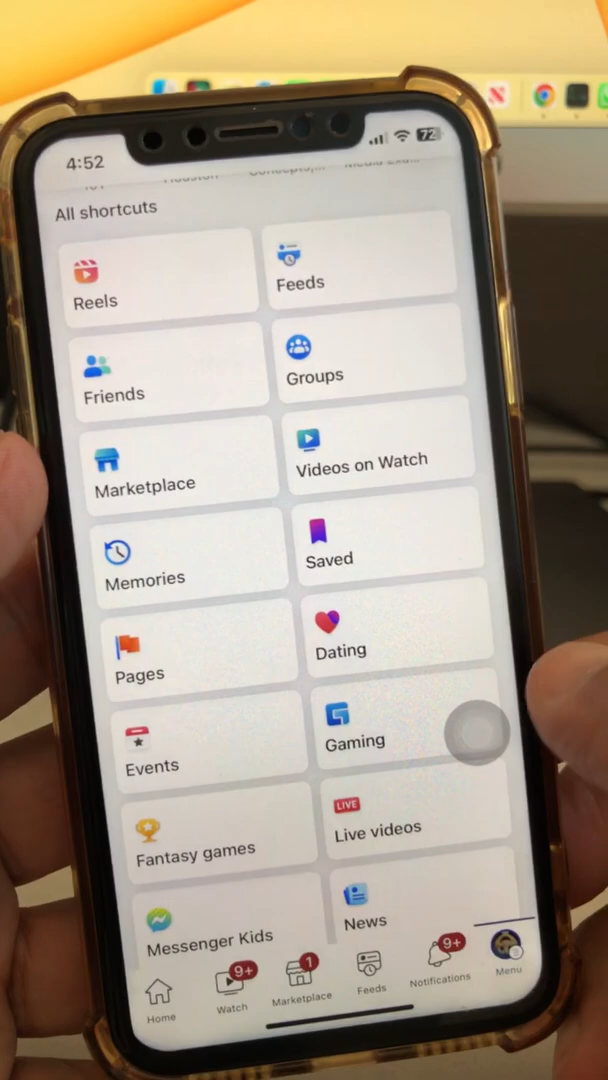 4:52
72
All shortcuts
Reels
Feeds
Friends
Groups
Marketplace
Videos on Watch
Memories
Saved
Pages
Dating
Events
Gaming
Fantasy games
LIVE
Live videos
Messenger Kids
News
9+
1
9+
Home
Watch
Marketplace
Feeds
Notifications
Menu